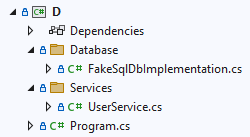 C# D
Dependencies
Database
FakeSqlDbImplementation.cs
Services
UserService.cs
Program.cs